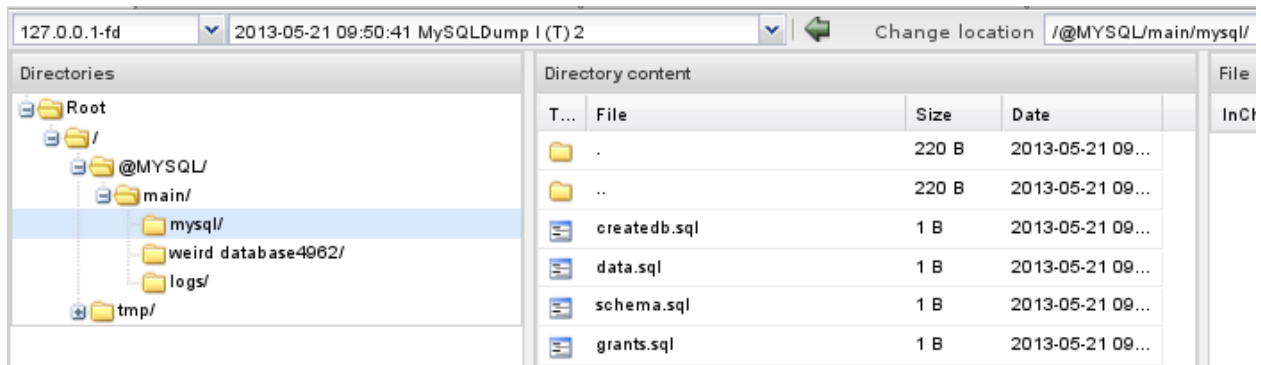 127.0.0.1-fd 2013-05-21 09:50:41 MySQLDump I (T) 2 Change location /@MYSQL/main/mysql/
Directories
Root
/
@MYSQL/
main/
mysql/
weird database4962/
logs/
tmp/
Directory content
T... File Size Date
. 220 B 2013-05-21 09...
.. 220 B 2013-05-21 09...
createdb.sql 1 B 2013-05-21 09...
data.sql 1 B 2013-05-21 09...
schema.sql 1 B 2013-05-21 09...
grants.sql 1 B 2013-05-21 09...
File